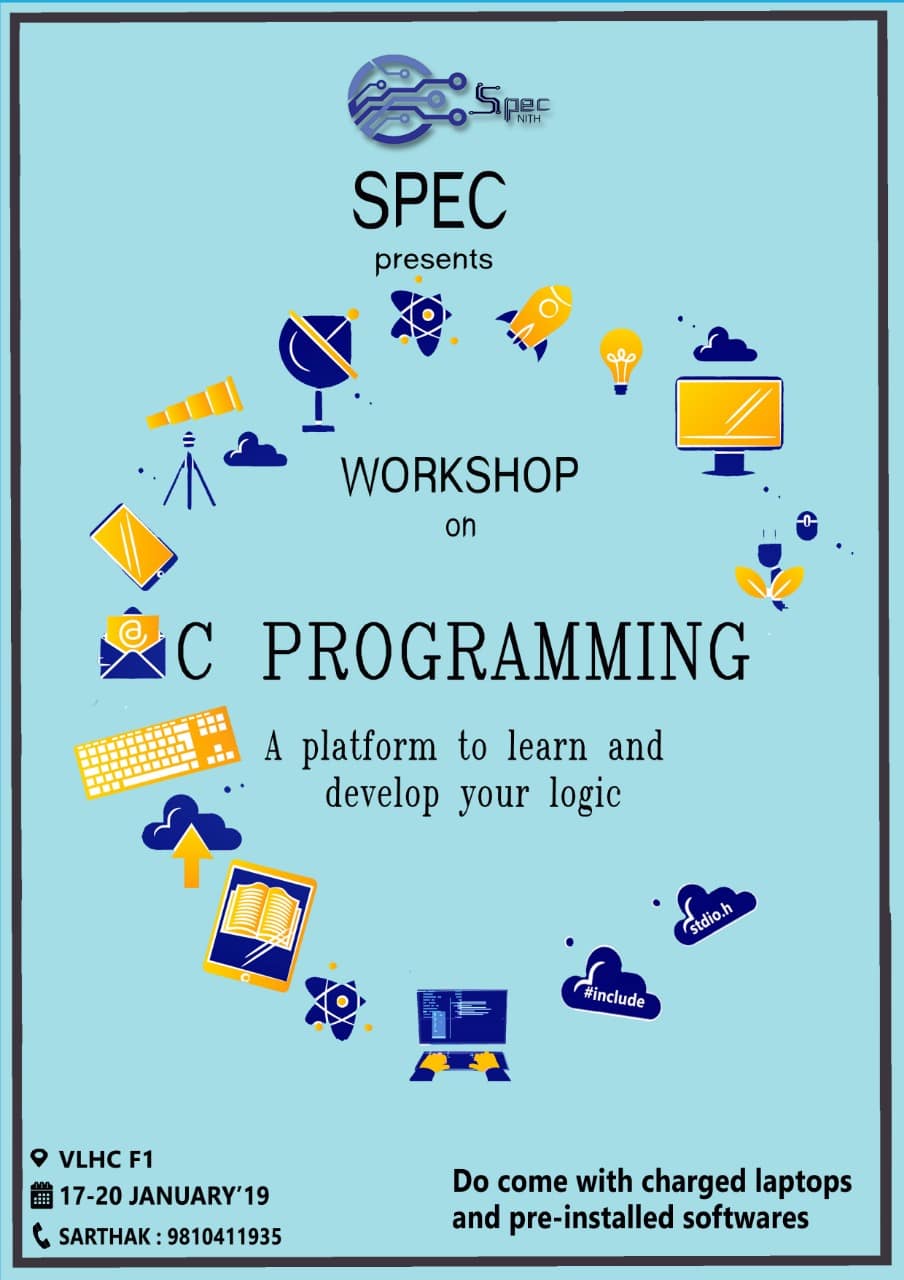 Spec
NITH
SPEC
presents
WORKSHOP
on
@
C PROGRAMMING
A platform to learn and
develop your logic
stdio.h
#include
VLHC F1
17-20 JANUARY’19
SARTHAK : 9810411935
Do come with charged laptops
and pre-installed softwares